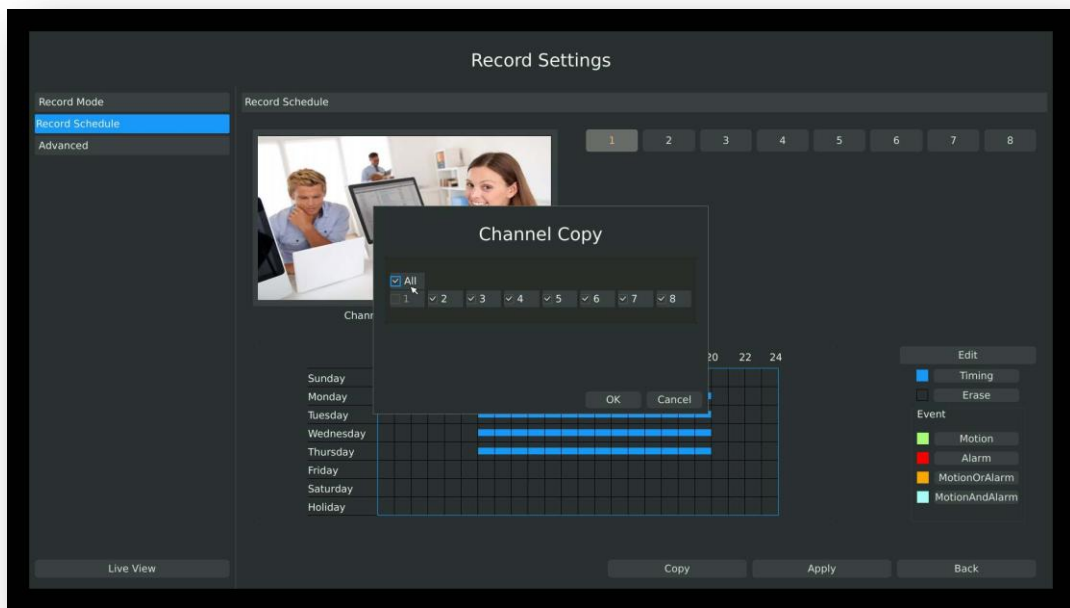 Record Settings
Record Mode
Record Schedule
Advanced
Record Schedule
1 2 3 4 5 6 7 8
Channel Copy
All
1 2 3 4 5 6 7 8
OK Cancel
20 22 24
Sunday
Monday
Tuesday
Wednesday
Thursday
Friday
Saturday
Holiday
Edit
Timing
Erase
Event
Motion
Alarm
MotionOrAlarm
MotionAndAlarm
Live View
Copy Apply Back